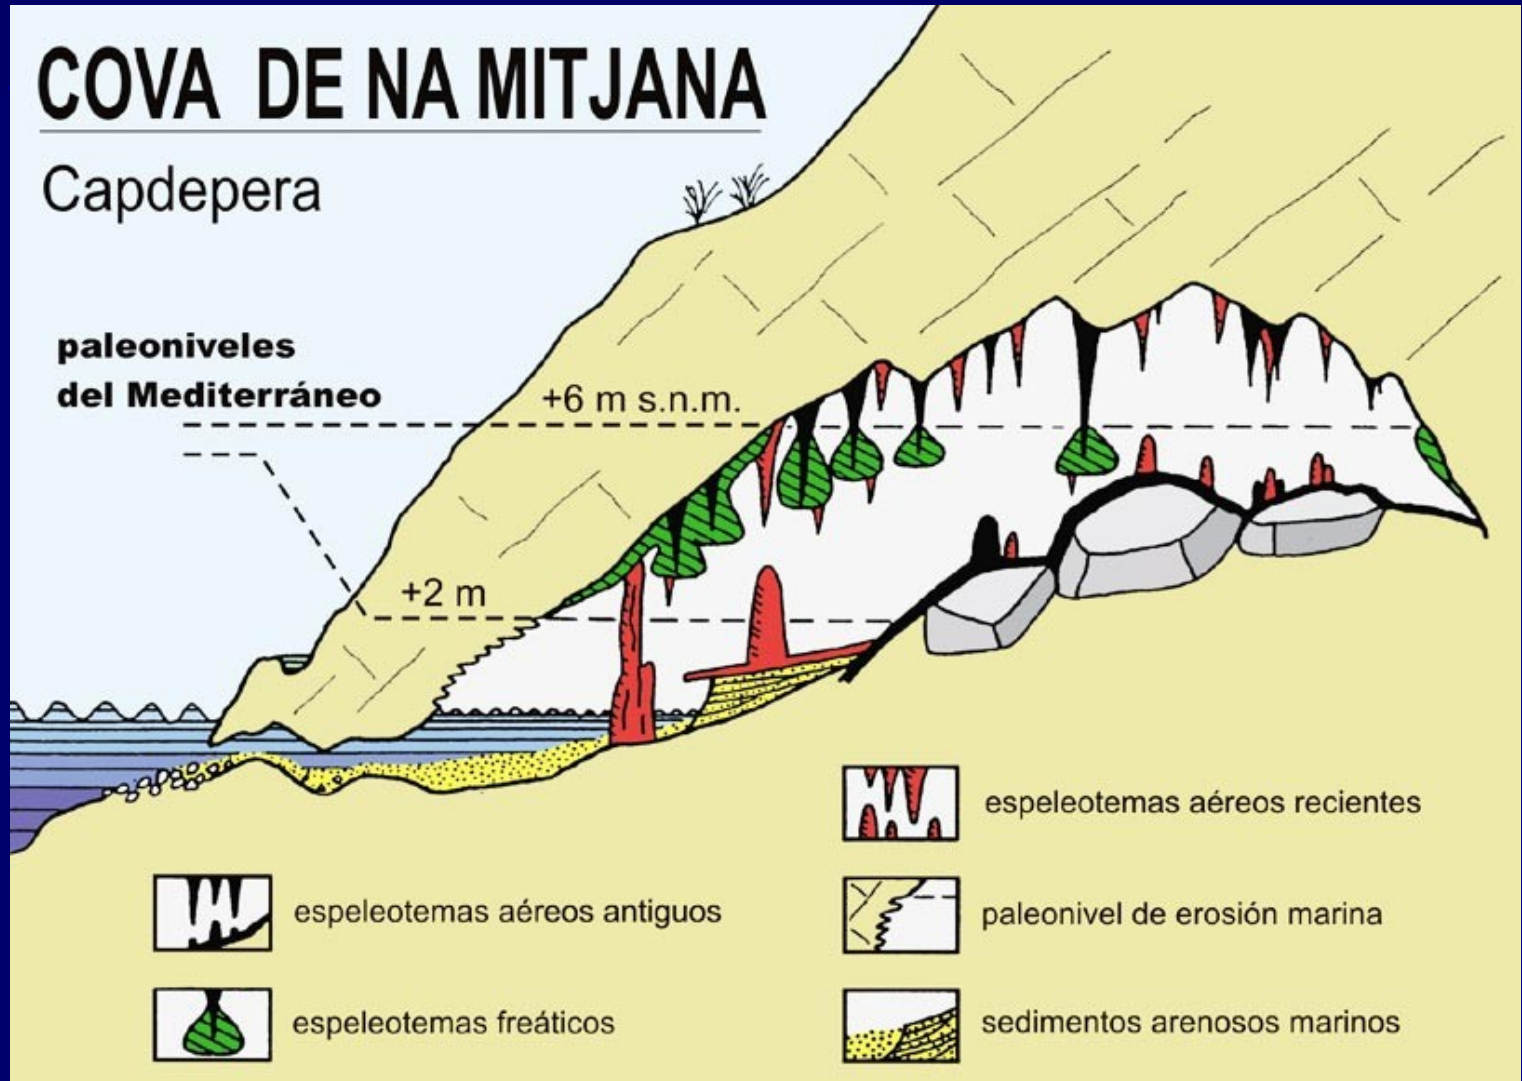 COVA DE NA MITJANA
Capdepera
paleoniveles
del Mediterráneo
+6 m s.n.m.
+2 m
espeleotemas aéreos recientes
espeleotemas aéreos antiguos
paleonivel de erosión marina
espeleotemas freáticos
sedimentos arenosos marinos